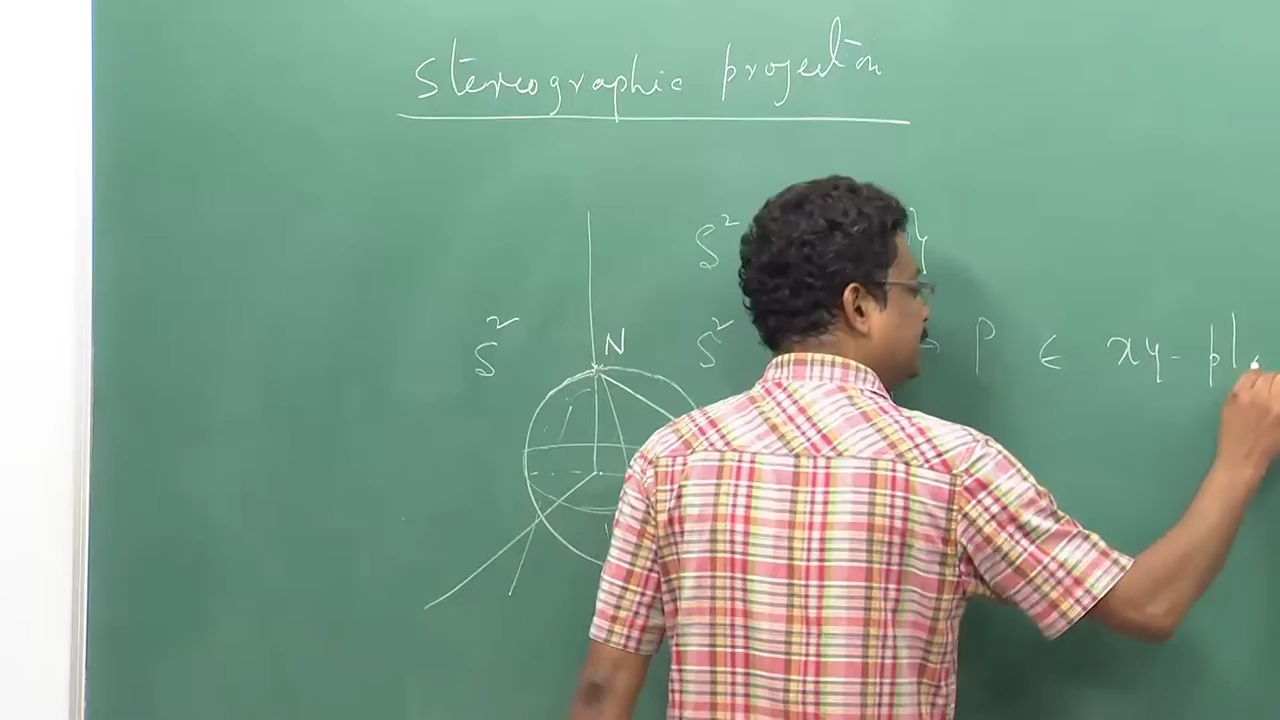 Stereographic projection
S²
S² N S² P ∈ xy-pl